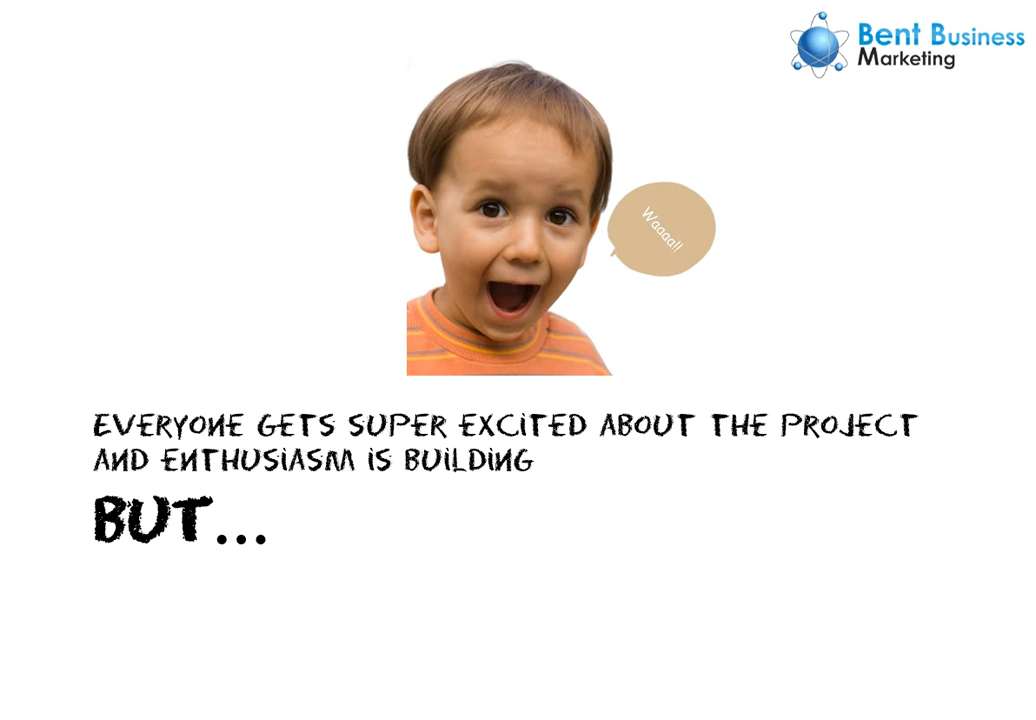 Bent Business
Marketing
Waaaa!!
EVERYONE GETS SUPER EXCITED ABOUT THE PROJECT
AND ENTHUSIASM IS BUILDING
BUT...